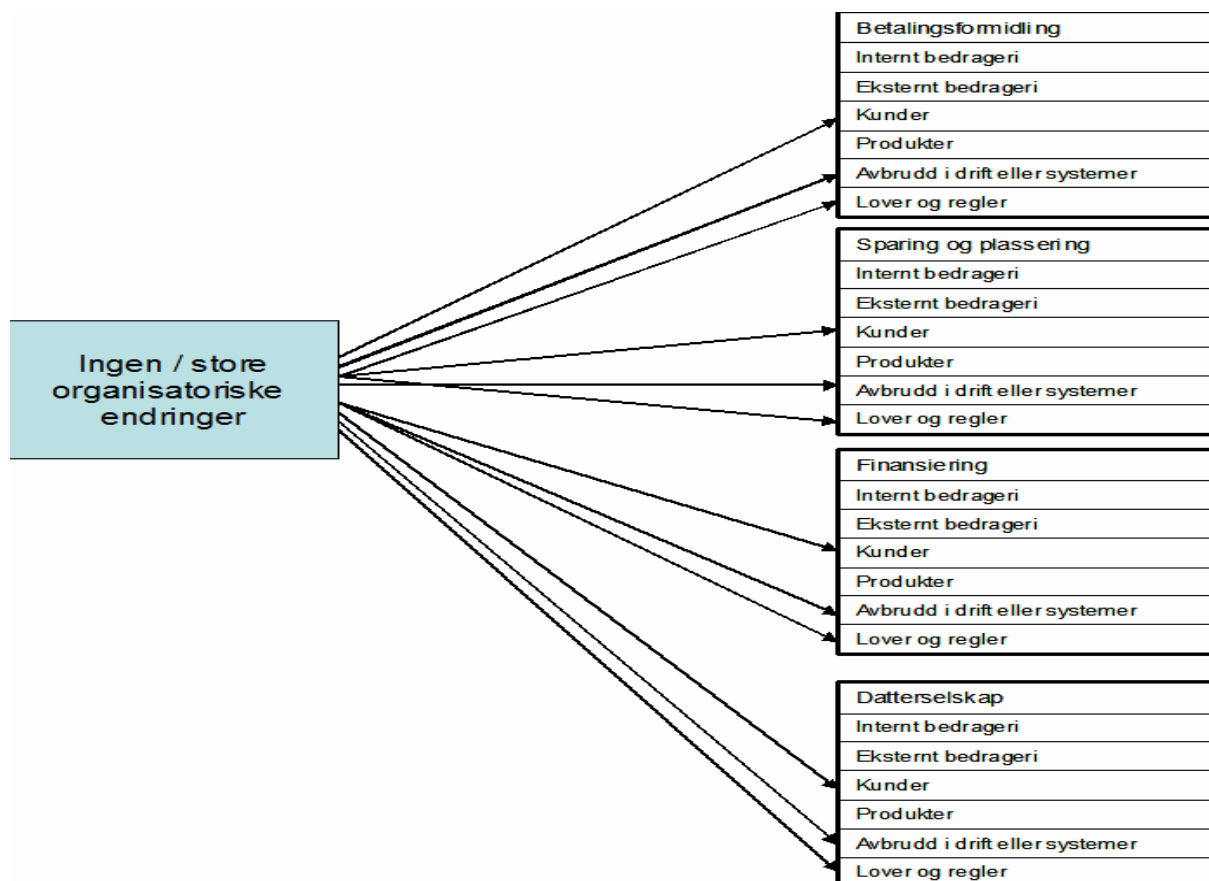 Betalingsformidling
Internt bedrageri
Eksternt bedrageri
Kunder
Produkter
Avbrudd i drift eller systemer
Lover og regler
Sparing og plassering
Internt bedrageri
Eksternt bedrageri
Kunder
Produkter
Avbrudd i drift eller systemer
Lover og regler
Ingen / store
organisatoriske
endringer
Finansiering
Internt bedrageri
Eksternt bedrageri
Kunder
Produkter
Avbrudd i drift eller systemer
Lover og regler
Datterselskap
Internt bedrageri
Eksternt bedrageri
Kunder
Produkter
Avbrudd i drift eller systemer
Lover og regler